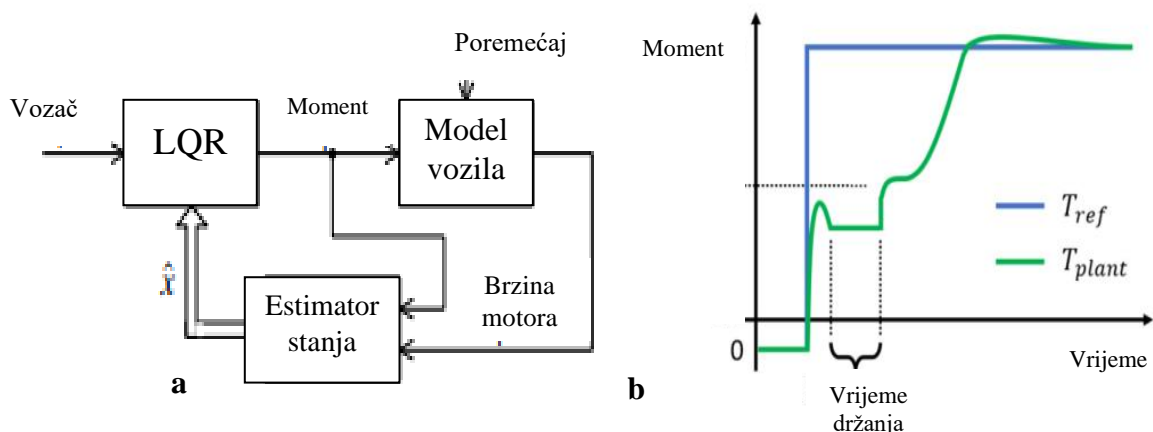 Poremećaj
Vozač
LQR
Moment
Model
vozila
x̂
Estimator
stanja
Brzina
motora
a
Moment
T_ref
T_plant
0
Vrijeme
Vrijeme
držanja
b